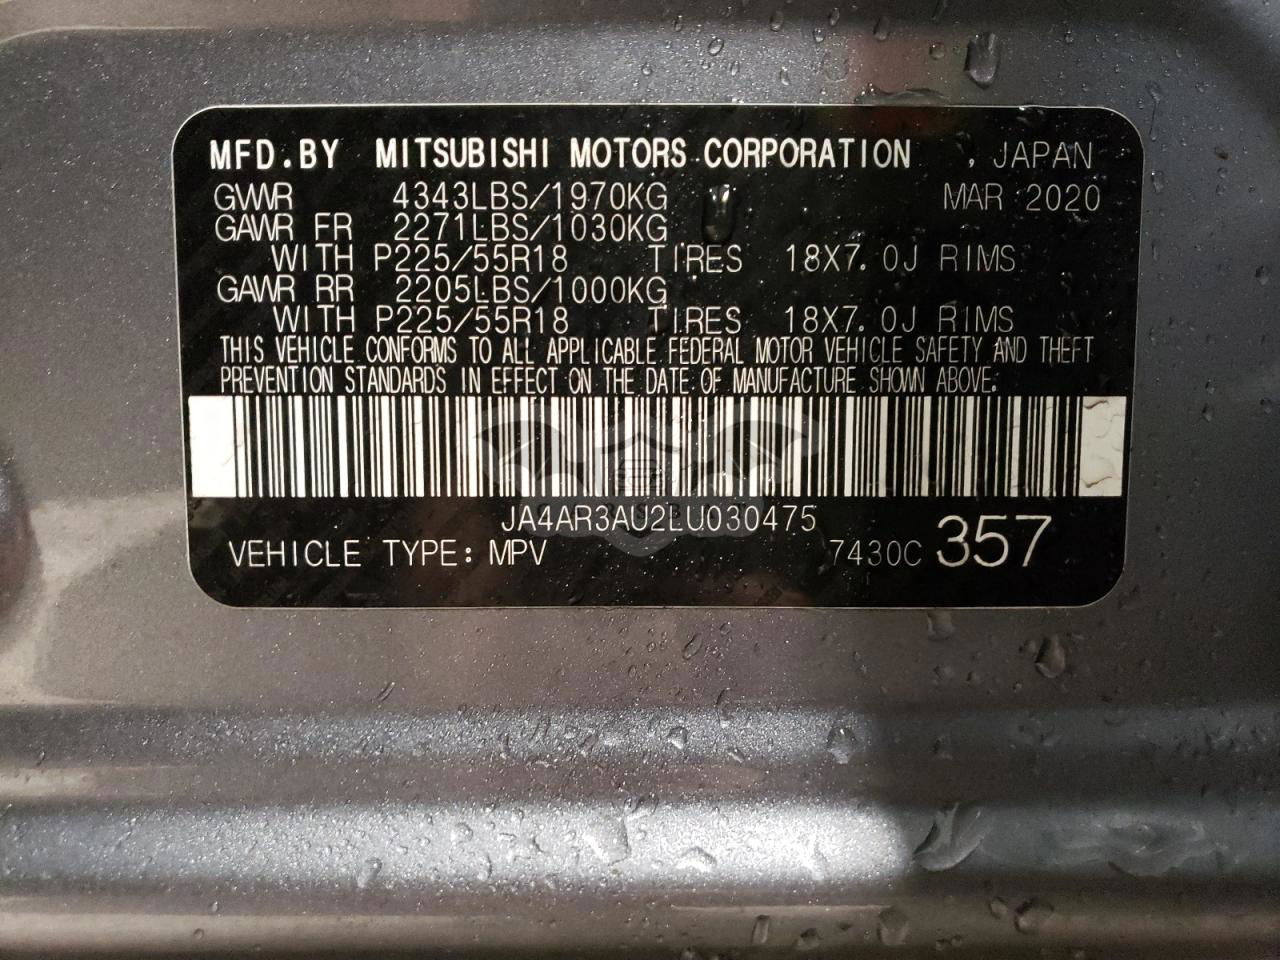 MFD.BY MITSUBISHI MOTORS CORPORATION , JAPAN
GVWR 4343LBS/1970KG MAR 2020
GAWR FR 2271LBS/1030KG
WITH P225/55R18 TIRES 18X7.0J RIMS
GAWR RR 2205LBS/1000KG
WITH P225/55R18 TIRES 18X7.0J RIMS
THIS VEHICLE CONFORMS TO ALL APPLICABLE FEDERAL MOTOR VEHICLE SAFETY AND THEFT
PREVENTION STANDARDS IN EFFECT ON THE DATE OF MANUFACTURE SHOWN ABOVE.
JA4AR3AU2LU030475
VEHICLE TYPE: MPV 7430C 357